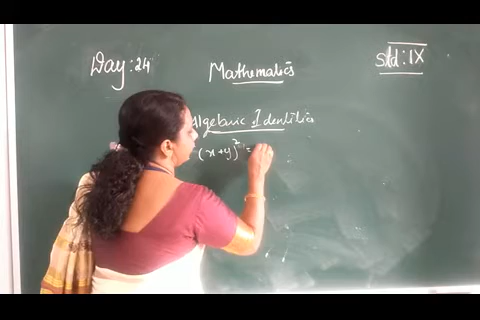 Day: 24
Mathematics
Std: IX
Algebraic Identities
(x+y)² =